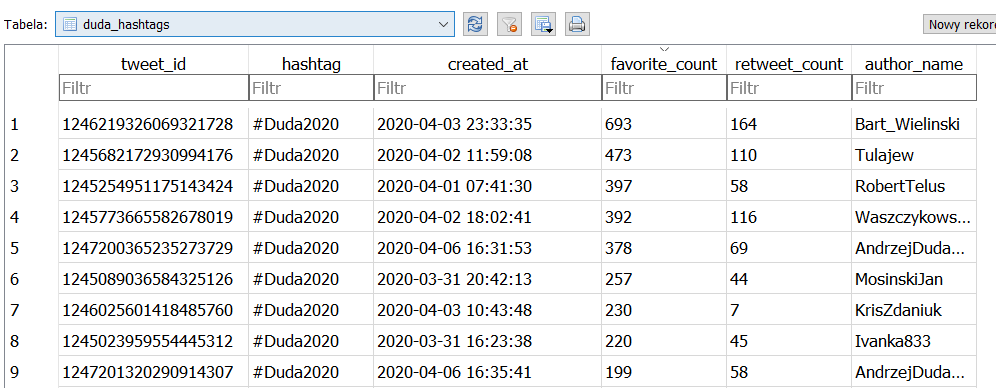 Tabela: duda_hashtags Nowy rekord
tweet_id hashtag created_at favorite_count retweet_count author_name
Filtr Filtr Filtr Filtr Filtr Filtr
1 1246219326069321728 #Duda2020 2020-04-03 23:33:35 693 164 Bart_Wielinski
2 1245682172930994176 #Duda2020 2020-04-02 11:59:08 473 110 Tulajew
3 1245254951175143424 #Duda2020 2020-04-01 07:41:30 397 58 RobertTelus
4 1245773665582678019 #Duda2020 2020-04-02 18:02:41 392 116 Waszczykows...
5 1247200365235273729 #Duda2020 2020-04-06 16:31:53 378 69 AndrzejDuda...
6 1245089036584325126 #Duda2020 2020-03-31 20:42:13 257 44 MosinskiJan
7 1246025601418485760 #Duda2020 2020-04-03 10:43:48 230 7 KrisZdaniuk
8 1245023959554445312 #Duda2020 2020-03-31 16:23:38 220 45 Ivanka833
9 1247201320290914307 #Duda2020 2020-04-06 16:35:41 199 58 AndrzejDuda...